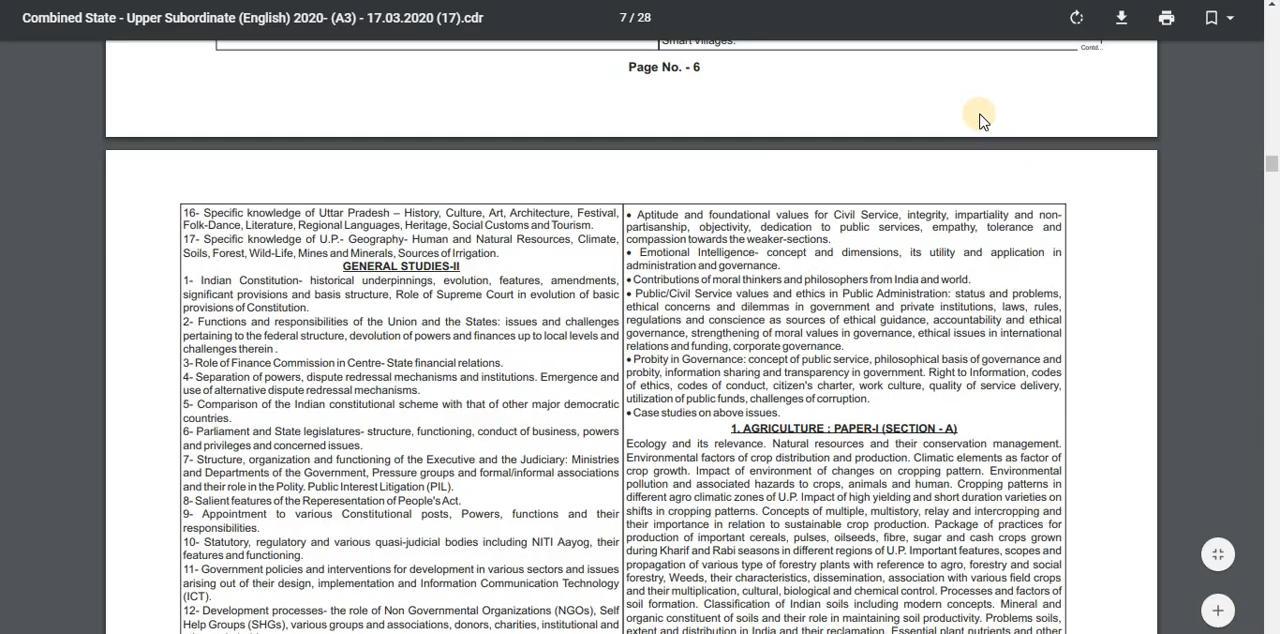 Combined State - Upper Subordinate (English) 2020- (A3) - 17.03.2020 (17).cdr
7 / 28
Smart Villages.
Contd...
Page No. - 6
16- Specific knowledge of Uttar Pradesh – History, Culture, Art, Architecture, Festival,
Folk-Dance, Literature, Regional Languages, Heritage, Social Customs and Tourism.
17- Specific knowledge of U.P.- Geography- Human and Natural Resources, Climate,
Soils, Forest, Wild-Life, Mines and Minerals, Sources of Irrigation.
GENERAL STUDIES-II
1- Indian Constitution- historical underpinnings, evolution, features, amendments,
significant provisions and basis structure, Role of Supreme Court in evolution of basic
provisions of Constitution.
2- Functions and responsibilities of the Union and the States: issues and challenges
pertaining to the federal structure, devolution of powers and finances up to local levels and
challenges therein .
3- Role of Finance Commission in Centre- State financial relations.
4- Separation of powers, dispute redressal mechanisms and institutions. Emergence and
use of alternative dispute redressal mechanisms.
5- Comparison of the Indian constitutional scheme with that of other major democratic
countries.
6- Parliament and State legislatures- structure, functioning, conduct of business, powers
and privileges and concerned issues.
7- Structure, organization and functioning of the Executive and the Judiciary: Ministries
and Departments of the Government, Pressure groups and formal/informal associations
and their role in the Polity. Public Interest Litigation (PIL).
8- Salient features of the Reperesentation of People's Act.
9- Appointment to various Constitutional posts, Powers, functions and their
responsibilities.
10- Statutory, regulatory and various quasi-judicial bodies including NITI Aayog, their
features and functioning.
11- Government policies and interventions for development in various sectors and issues
arising out of their design, implementation and Information Communication Technology
(ICT).
12- Development processes- the role of Non Governmental Organizations (NGOs), Self
Help Groups (SHGs), various groups and associations, donors, charities, institutional and
• Aptitude and foundational values for Civil Service, integrity, impartiality and non-
partisanship, objectivity, dedication to public services, empathy, tolerance and
compassion towards the weaker-sections.
• Emotional Intelligence- concept and dimensions, its utility and application in
administration and governance.
• Contributions of moral thinkers and philosophers from India and world.
• Public/Civil Service values and ethics in Public Administration: status and problems,
ethical concerns and dilemmas in government and private institutions, laws, rules,
regulations and conscience as sources of ethical guidance, accountability and ethical
governance, strengthening of moral values in governance, ethical issues in international
relations and funding, corporate governance.
• Probity in Governance: concept of public service, philosophical basis of governance and
probity, information sharing and transparency in government. Right to Information, codes
of ethics, codes of conduct, citizen's charter, work culture, quality of service delivery,
utilization of public funds, challenges of corruption.
• Case studies on above issues.
1. AGRICULTURE : PAPER-I (SECTION - A)
Ecology and its relevance. Natural resources and their conservation management.
Environmental factors of crop distribution and production. Climatic elements as factor of
crop growth. Impact of environment of changes on cropping pattern. Environmental
pollution and associated hazards to crops, animals and human. Cropping patterns in
different agro climatic zones of U.P. Impact of high yielding and short duration varieties on
shifts in cropping patterns. Concepts of multiple, multistory, relay and intercropping and
their importance in relation to sustainable crop production. Package of practices for
production of important cereals, pulses, oilseeds, fibre, sugar and cash crops grown
during Kharif and Rabi seasons in different regions of U.P. Important features, scopes and
propagation of various type of forestry plants with reference to agro, forestry and social
forestry, Weeds, their characteristics, dissemination, association with various field crops
and their multiplication, cultural, biological and chemical control. Processes and factors of
soil formation. Classification of Indian soils including modern concepts. Mineral and
organic constituent of soils and their role in maintaining soil productivity. Problems soils,
extent and distribution in India and their reclamation. Essential plant nutrients and other